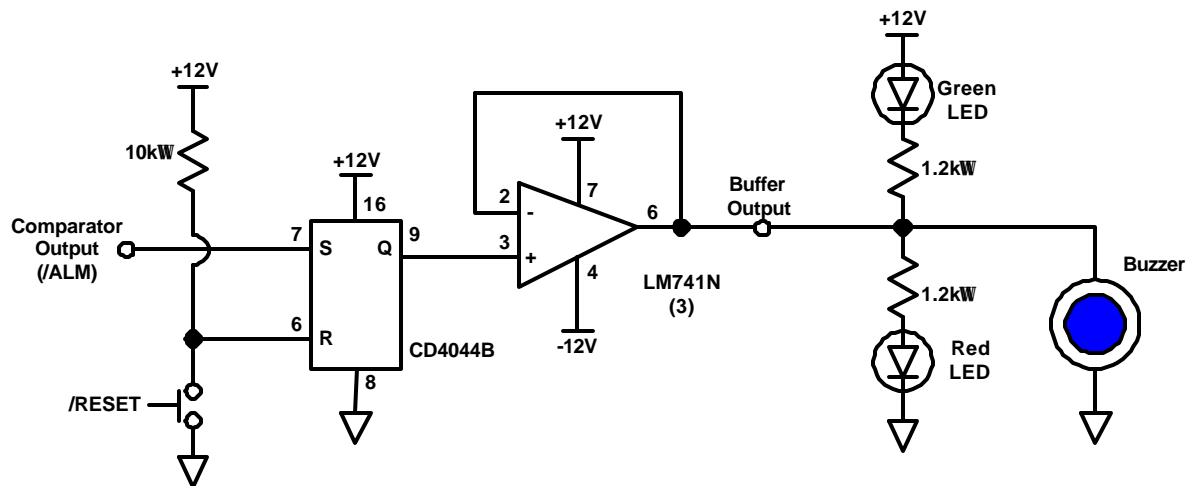 +12V
10kW
Comparator
Output
(/ALM)
/RESET
+12V
16
7
S
Q
9
6
R
8
CD4044B
+12V
7
2
-
3
+
6
4
-12V
LM741N
(3)
Buffer
Output
+12V
Green
LED
1.2kW
1.2kW
Red
LED
Buzzer